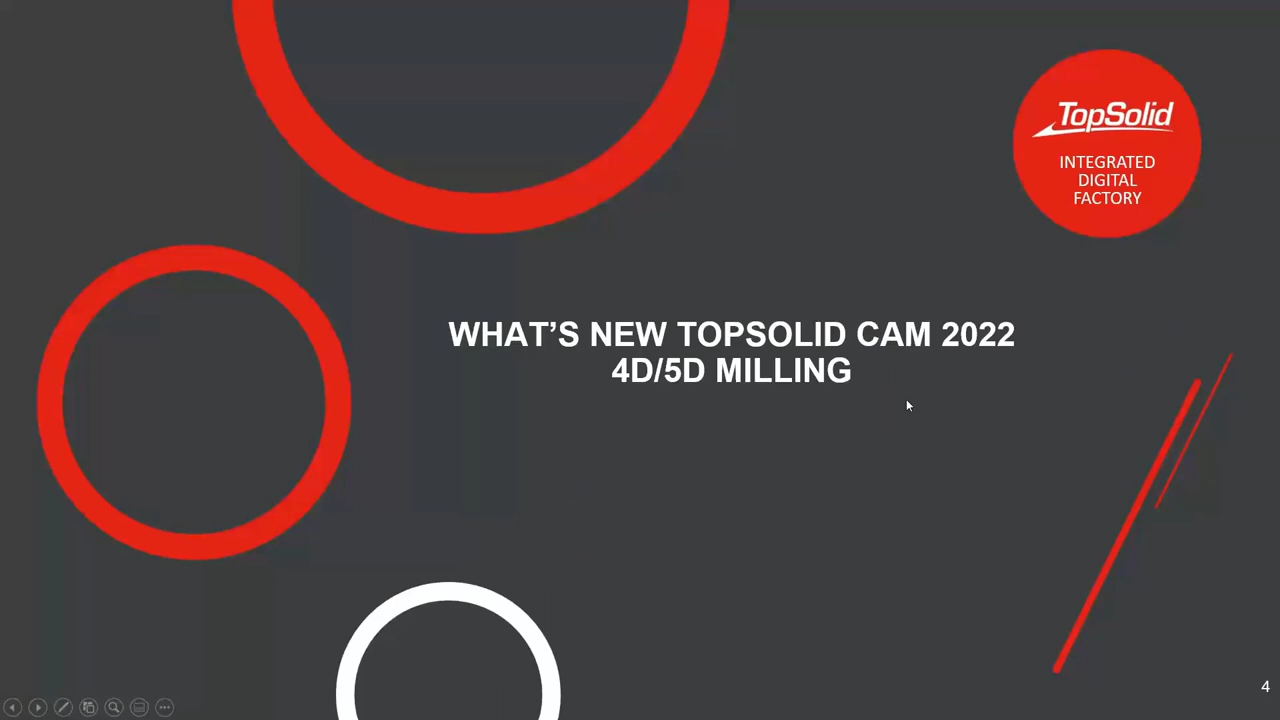 TopSolid
INTEGRATED
DIGITAL
FACTORY
WHAT’S NEW TOPSOLID CAM 2022
4D/5D MILLING
4